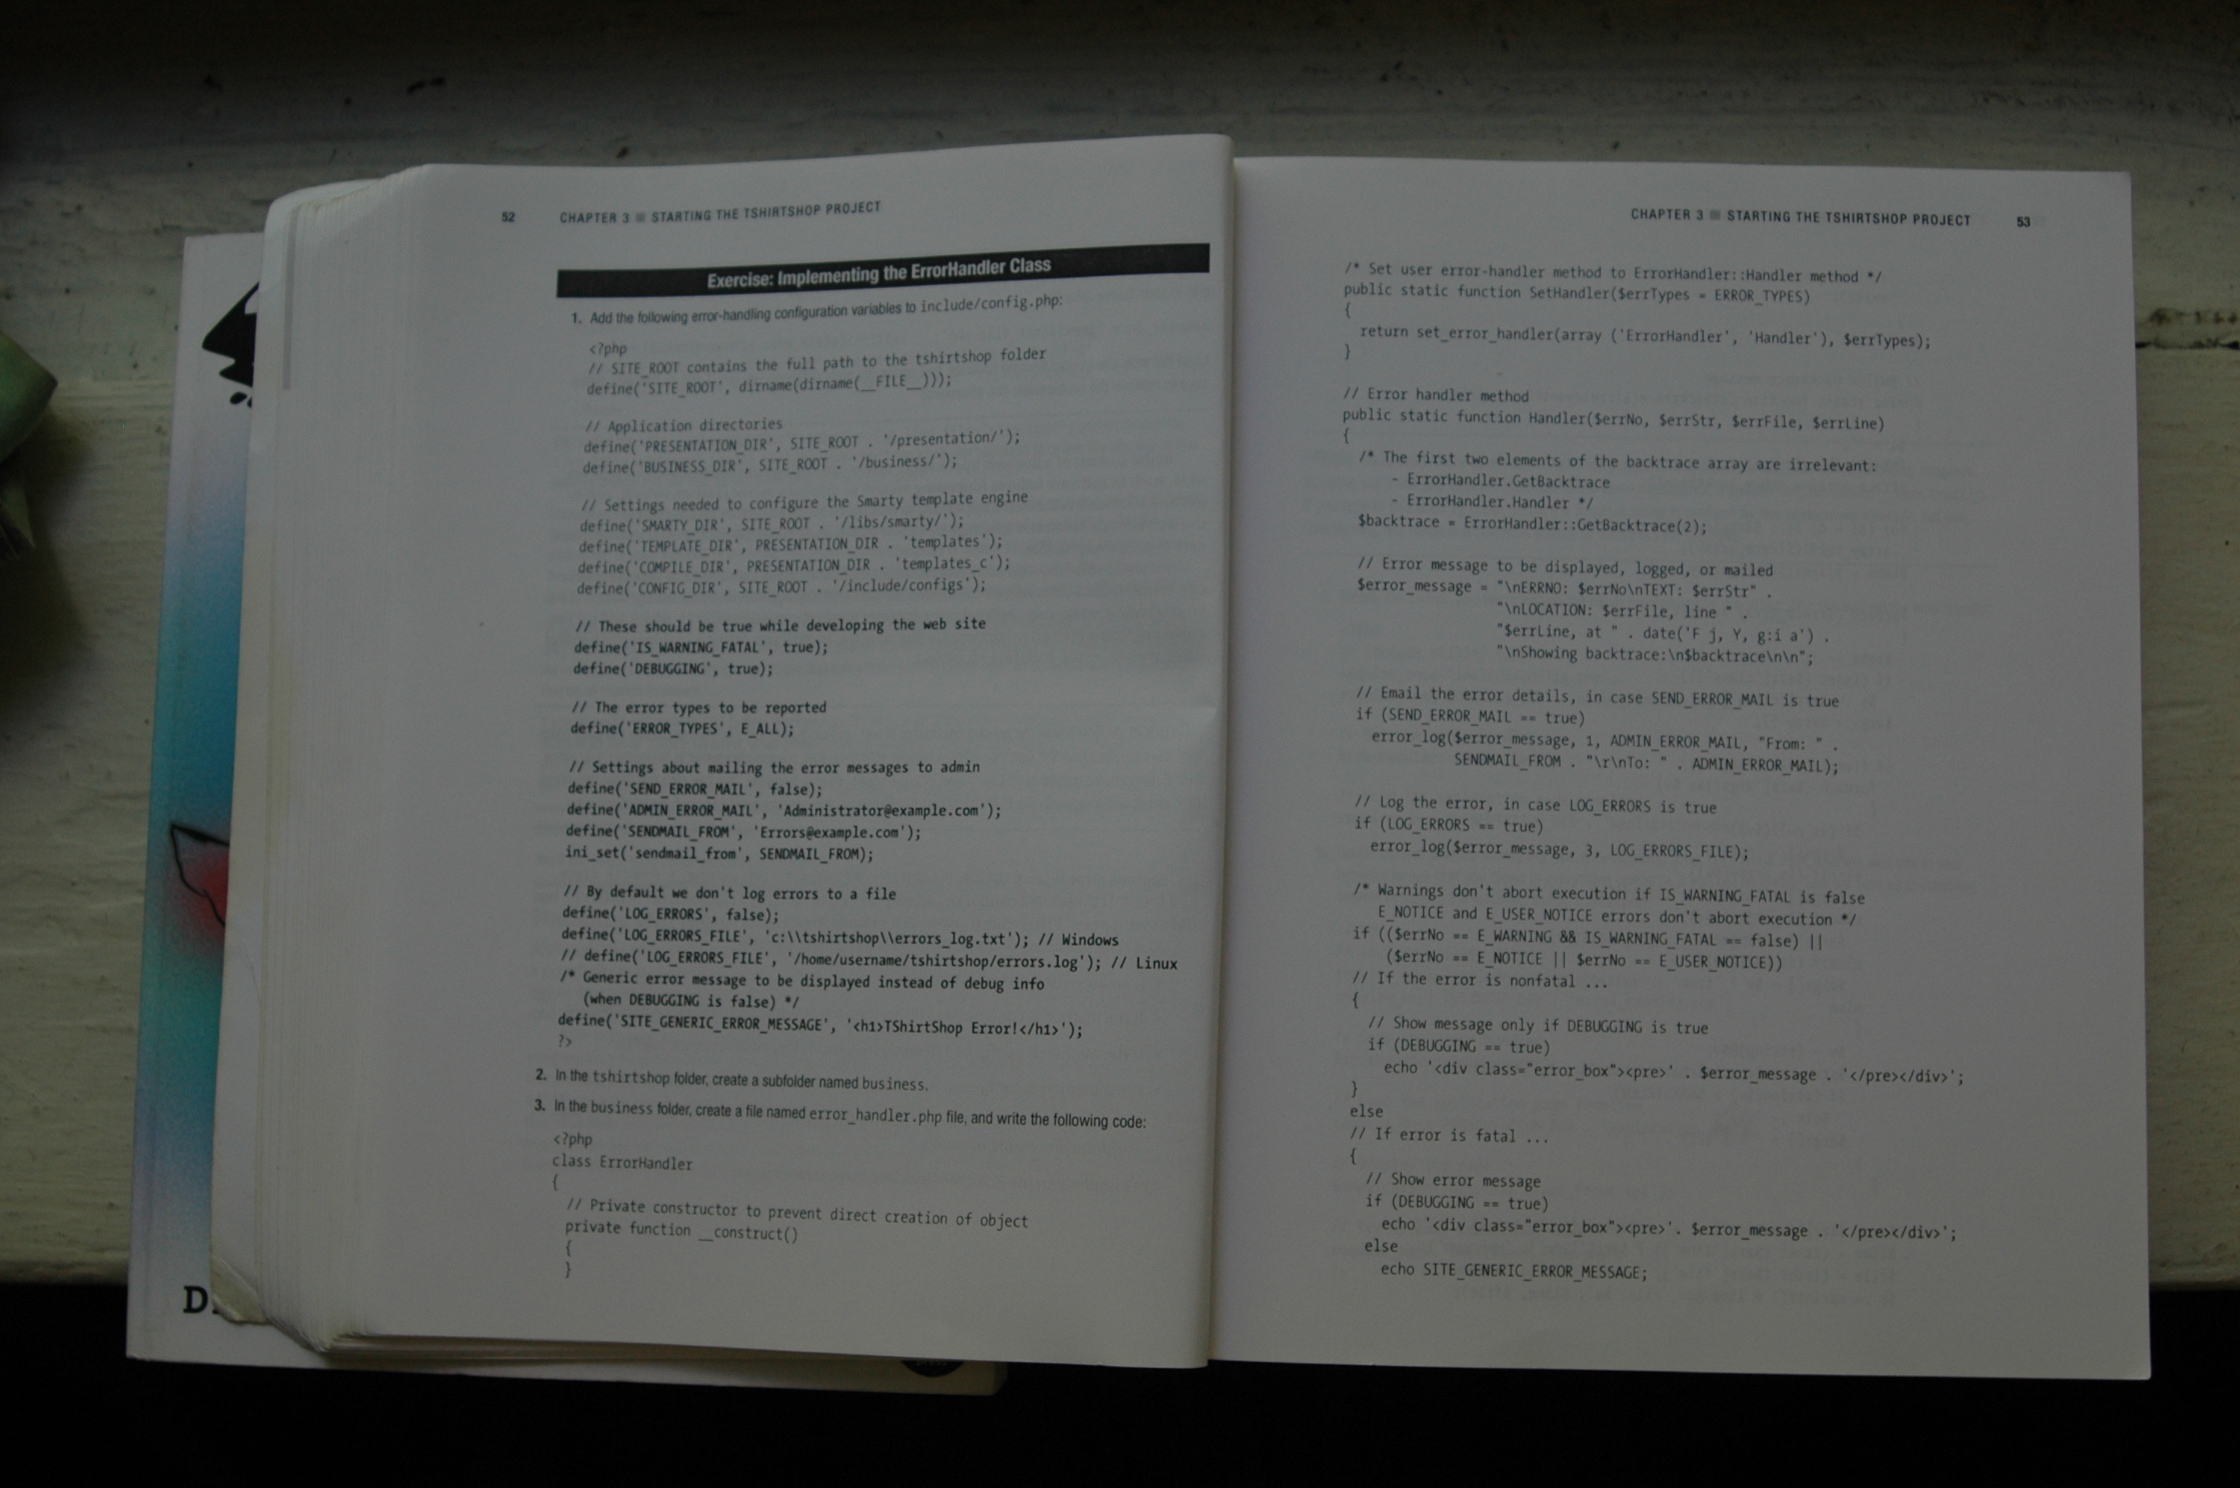 52 CHAPTER 3 ■ STARTING THE TSHIRTSHOP PROJECT
Exercise: Implementing the ErrorHandler Class
1. Add the following error-handling configuration variables to include/config.php:
<?php
// SITE_ROOT contains the full path to the tshirtshop folder
define('SITE_ROOT', dirname(dirname(__FILE__)));
// Application directories
define('PRESENTATION_DIR', SITE_ROOT . '/presentation/');
define('BUSINESS_DIR', SITE_ROOT . '/business/');
// Settings needed to configure the Smarty template engine
define('SMARTY_DIR', SITE_ROOT . '/libs/smarty/');
define('TEMPLATE_DIR', PRESENTATION_DIR . 'templates');
define('COMPILE_DIR', PRESENTATION_DIR . 'templates_c');
define('CONFIG_DIR', SITE_ROOT . '/include/configs');
// These should be true while developing the web site
define('IS_WARNING_FATAL', true);
define('DEBUGGING', true);
// The error types to be reported
define('ERROR_TYPES', E_ALL);
// Settings about mailing the error messages to admin
define('SEND_ERROR_MAIL', false);
define('ADMIN_ERROR_MAIL', 'Administrator@example.com');
define('SENDMAIL_FROM', 'Errors@example.com');
ini_set('sendmail_from', SENDMAIL_FROM);
// By default we don't log errors to a file
define('LOG_ERRORS', false);
define('LOG_ERRORS_FILE', 'c:\\tshirtshop\\errors_log.txt'); // Windows
// define('LOG_ERRORS_FILE', '/home/username/tshirtshop/errors.log'); // Linux
/* Generic error message to be displayed instead of debug info
(when DEBUGGING is false) */
define('SITE_GENERIC_ERROR_MESSAGE', '<h1>TShirtShop Error!</h1>');
?>
2. In the tshirtshop folder, create a subfolder named business.
3. In the business folder, create a file named error_handler.php file, and write the following code:
<?php
class ErrorHandler
{
// Private constructor to prevent direct creation of object
private function __construct()
{
}
CHAPTER 3 ■ STARTING THE TSHIRTSHOP PROJECT 53
/* Set user error-handler method to ErrorHandler::Handler method */
public static function SetHandler($errTypes = ERROR_TYPES)
{
return set_error_handler(array ('ErrorHandler', 'Handler'), $errTypes);
}
// Error handler method
public static function Handler($errNo, $errStr, $errFile, $errLine)
{
/* The first two elements of the backtrace array are irrelevant:
- ErrorHandler.GetBacktrace
- ErrorHandler.Handler */
$backtrace = ErrorHandler::GetBacktrace(2);
// Error message to be displayed, logged, or mailed
$error_message = "\nERRNO: $errNo\nTEXT: $errStr" .
"\nLOCATION: $errFile, line " .
"$errLine, at " . date('F j, Y, g:i a') .
"\nShowing backtrace:\n$backtrace\n\n";
// Email the error details, in case SEND_ERROR_MAIL is true
if (SEND_ERROR_MAIL == true)
error_log($error_message, 1, ADMIN_ERROR_MAIL, "From: " .
SENDMAIL_FROM . "\r\nTo: " . ADMIN_ERROR_MAIL);
// Log the error, in case LOG_ERRORS is true
if (LOG_ERRORS == true)
error_log($error_message, 3, LOG_ERRORS_FILE);
/* Warnings don't abort execution if IS_WARNING_FATAL is false
E_NOTICE and E_USER_NOTICE errors don't abort execution */
if (($errNo == E_WARNING && IS_WARNING_FATAL == false) ||
($errNo == E_NOTICE || $errNo == E_USER_NOTICE))
// If the error is nonfatal ...
{
// Show message only if DEBUGGING is true
if (DEBUGGING == true)
echo '<div class="error_box"><pre>' . $error_message . '</pre></div>';
}
else
// If error is fatal ...
{
// Show error message
if (DEBUGGING == true)
echo '<div class="error_box"><pre>'. $error_message . '</pre></div>';
else
echo SITE_GENERIC_ERROR_MESSAGE;